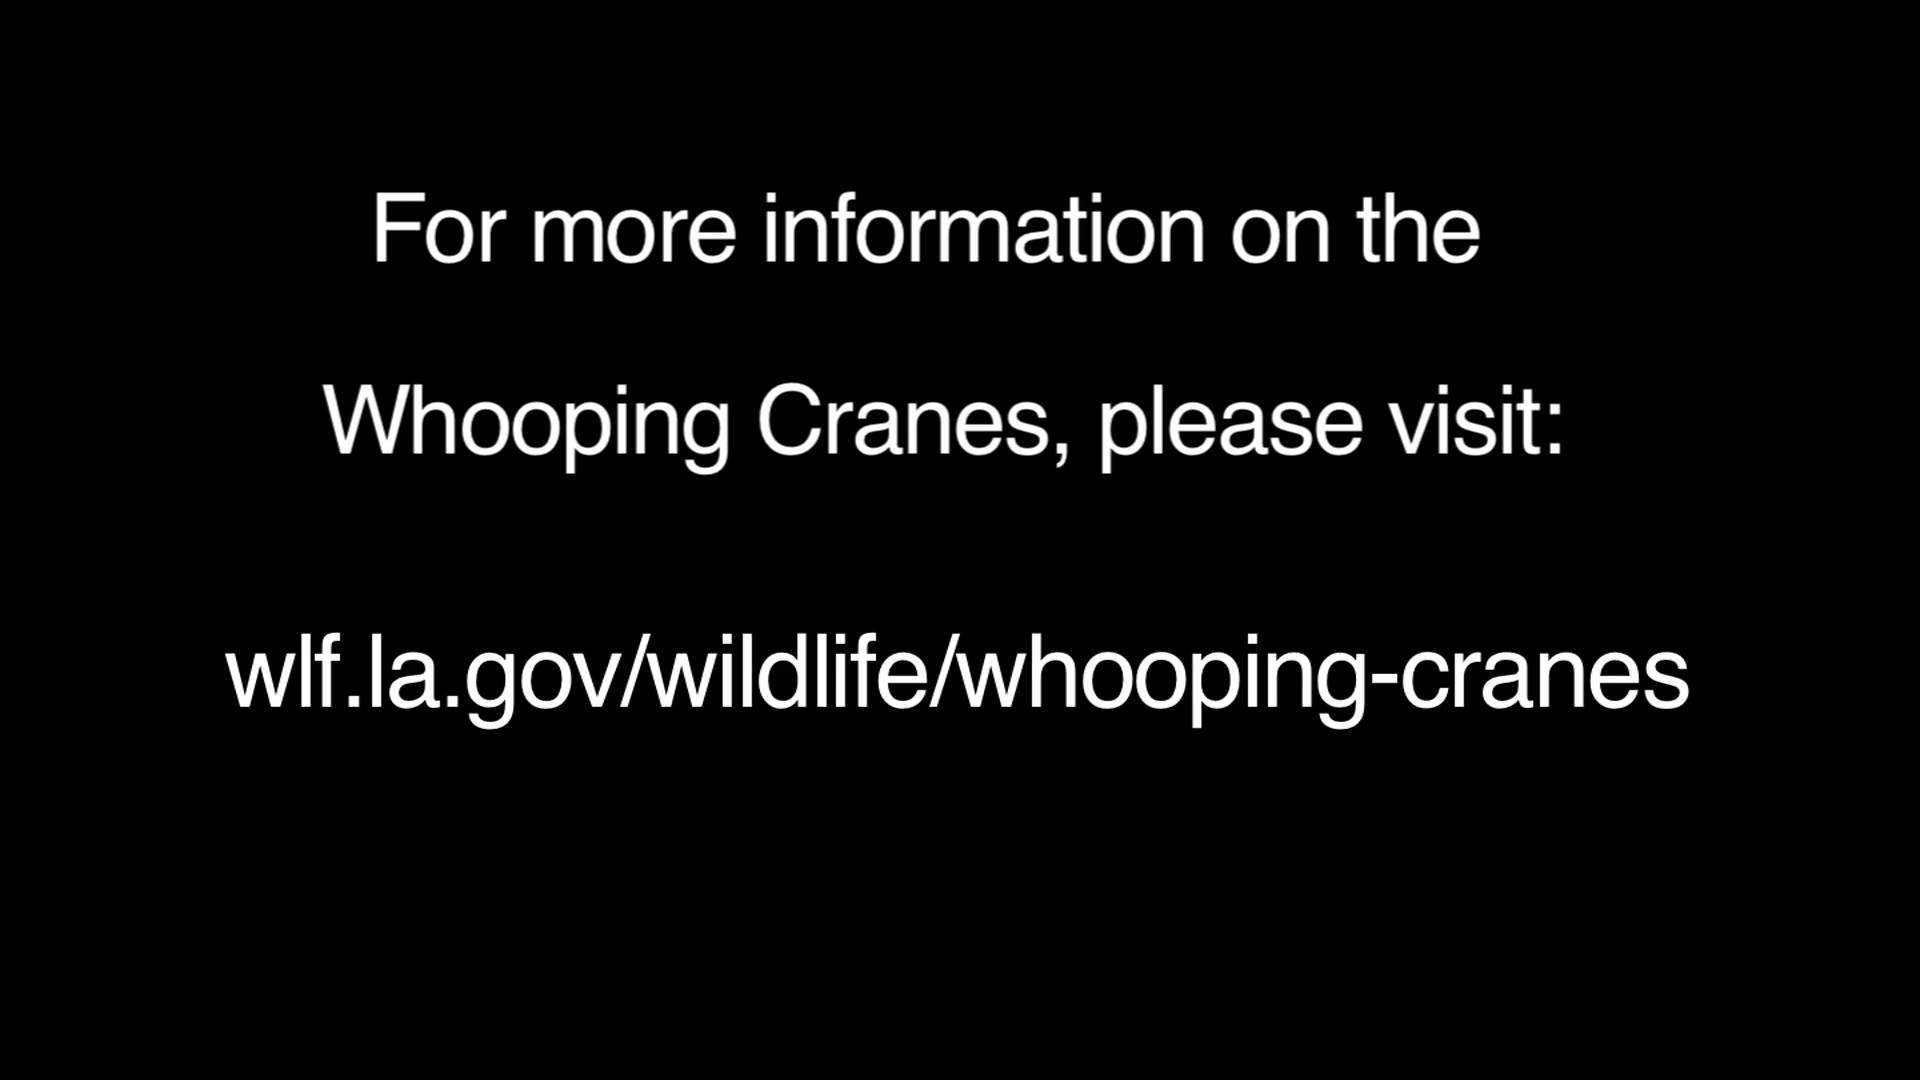 For more information on the
Whooping Cranes, please visit:
wlf.la.gov/wildlife/whooping-cranes